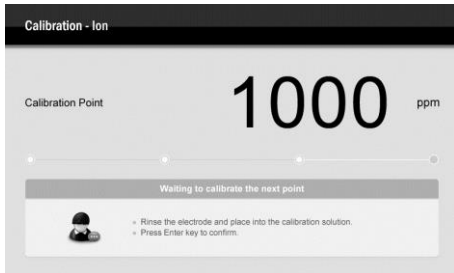 Calibration - Ion
Calibration Point
1000
ppm
Waiting to calibrate the next point
Rinse the electrode and place into the calibration solution.
Press Enter key to confirm.